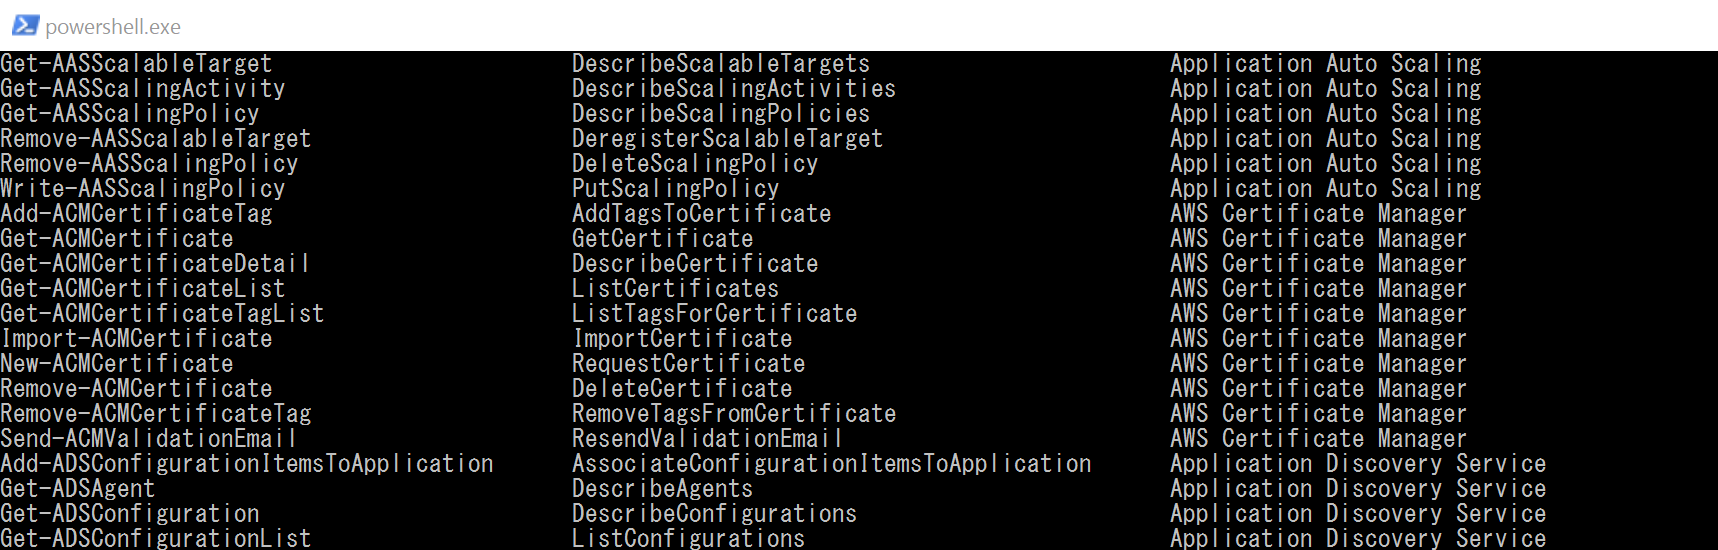 powershell.exe
Get-AASScalableTarget DescribeScalableTargets Application Auto Scaling
Get-AASScalingActivity DescribeScalingActivities Application Auto Scaling
Get-AASScalingPolicy DescribeScalingPolicies Application Auto Scaling
Remove-AASScalableTarget DeregisterScalableTarget Application Auto Scaling
Remove-AASScalingPolicy DeleteScalingPolicy Application Auto Scaling
Write-AASScalingPolicy PutScalingPolicy Application Auto Scaling
Add-ACMCertificateTag AddTagsToCertificate AWS Certificate Manager
Get-ACMCertificate GetCertificate AWS Certificate Manager
Get-ACMCertificateDetail DescribeCertificate AWS Certificate Manager
Get-ACMCertificateList ListCertificates AWS Certificate Manager
Get-ACMCertificateTagList ListTagsForCertificate AWS Certificate Manager
Import-ACMCertificate ImportCertificate AWS Certificate Manager
New-ACMCertificate RequestCertificate AWS Certificate Manager
Remove-ACMCertificate DeleteCertificate AWS Certificate Manager
Remove-ACMCertificateTag RemoveTagsFromCertificate AWS Certificate Manager
Send-ACMValidationEmail ResendValidationEmail AWS Certificate Manager
Add-ADSConfigurationItemsToApplication AssociateConfigurationItemsToApplication Application Discovery Service
Get-ADSAgent DescribeAgents Application Discovery Service
Get-ADSConfiguration DescribeConfigurations Application Discovery Service
Get-ADSConfigurationList ListConfigurations Application Discovery Service